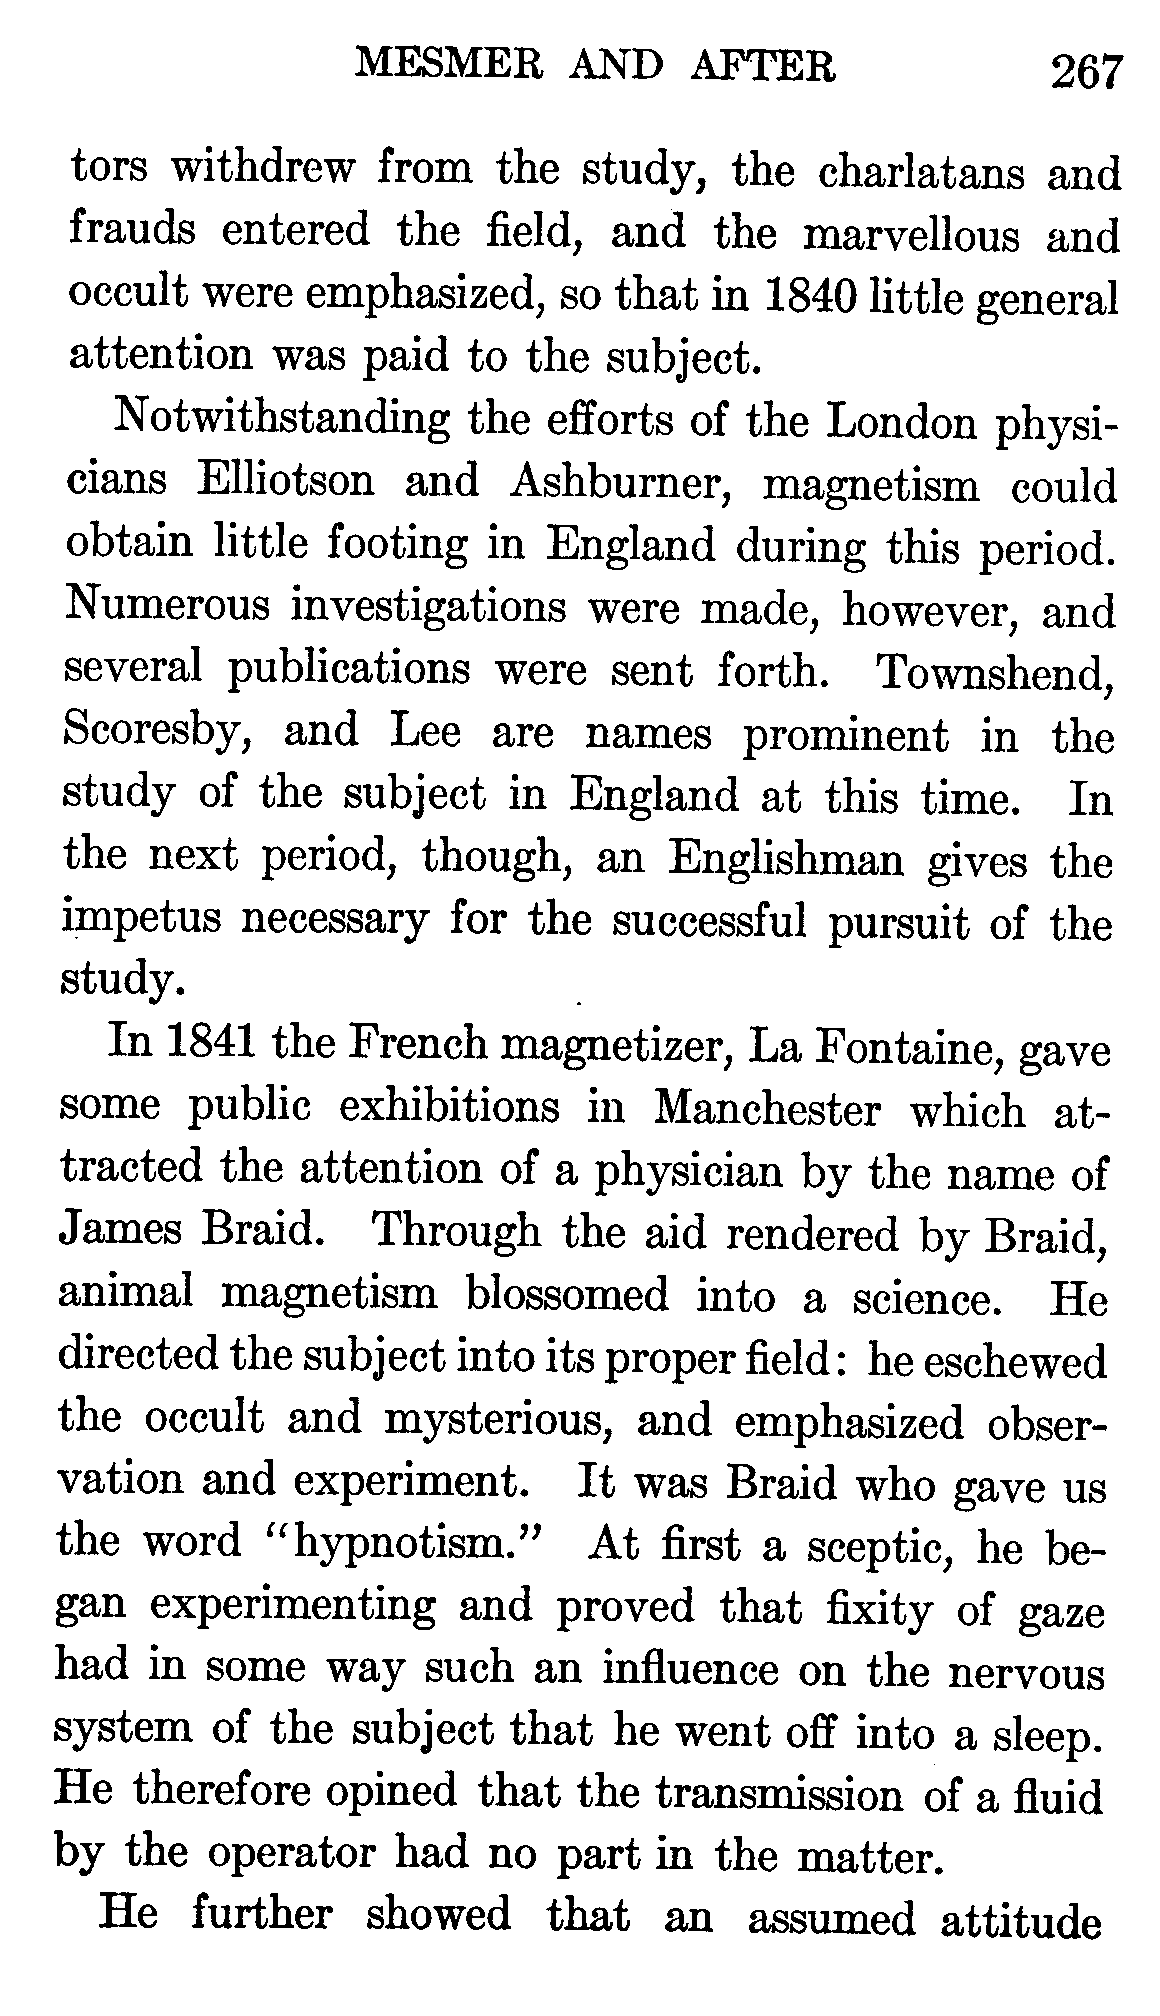 MESMER AND AFTER 267
tors withdrew from the study, the charlatans and
frauds entered the field, and the marvellous and
occult were emphasized, so that in 1840 little general
attention was paid to the subject.
Notwithstanding the efforts of the London physi-
cians Elliotson and Ashburner, magnetism could
obtain little footing in England during this period.
Numerous investigations were made, however, and
several publications were sent forth. Townshend,
Scoresby, and Lee are names prominent in the
study of the subject in England at this time. In
the next period, though, an Englishman gives the
impetus necessary for the successful pursuit of the
study.
In 1841 the French magnetizer, La Fontaine, gave
some public exhibitions in Manchester which at-
tracted the attention of a physician by the name of
James Braid. Through the aid rendered by Braid,
animal magnetism blossomed into a science. He
directed the subject into its proper field: he eschewed
the occult and mysterious, and emphasized obser-
vation and experiment. It was Braid who gave us
the word "hypnotism." At first a sceptic, he be-
gan experimenting and proved that fixity of gaze
had in some way such an influence on the nervous
system of the subject that he went off into a sleep.
He therefore opined that the transmission of a fluid
by the operator had no part in the matter.
He further showed that an assumed attitude